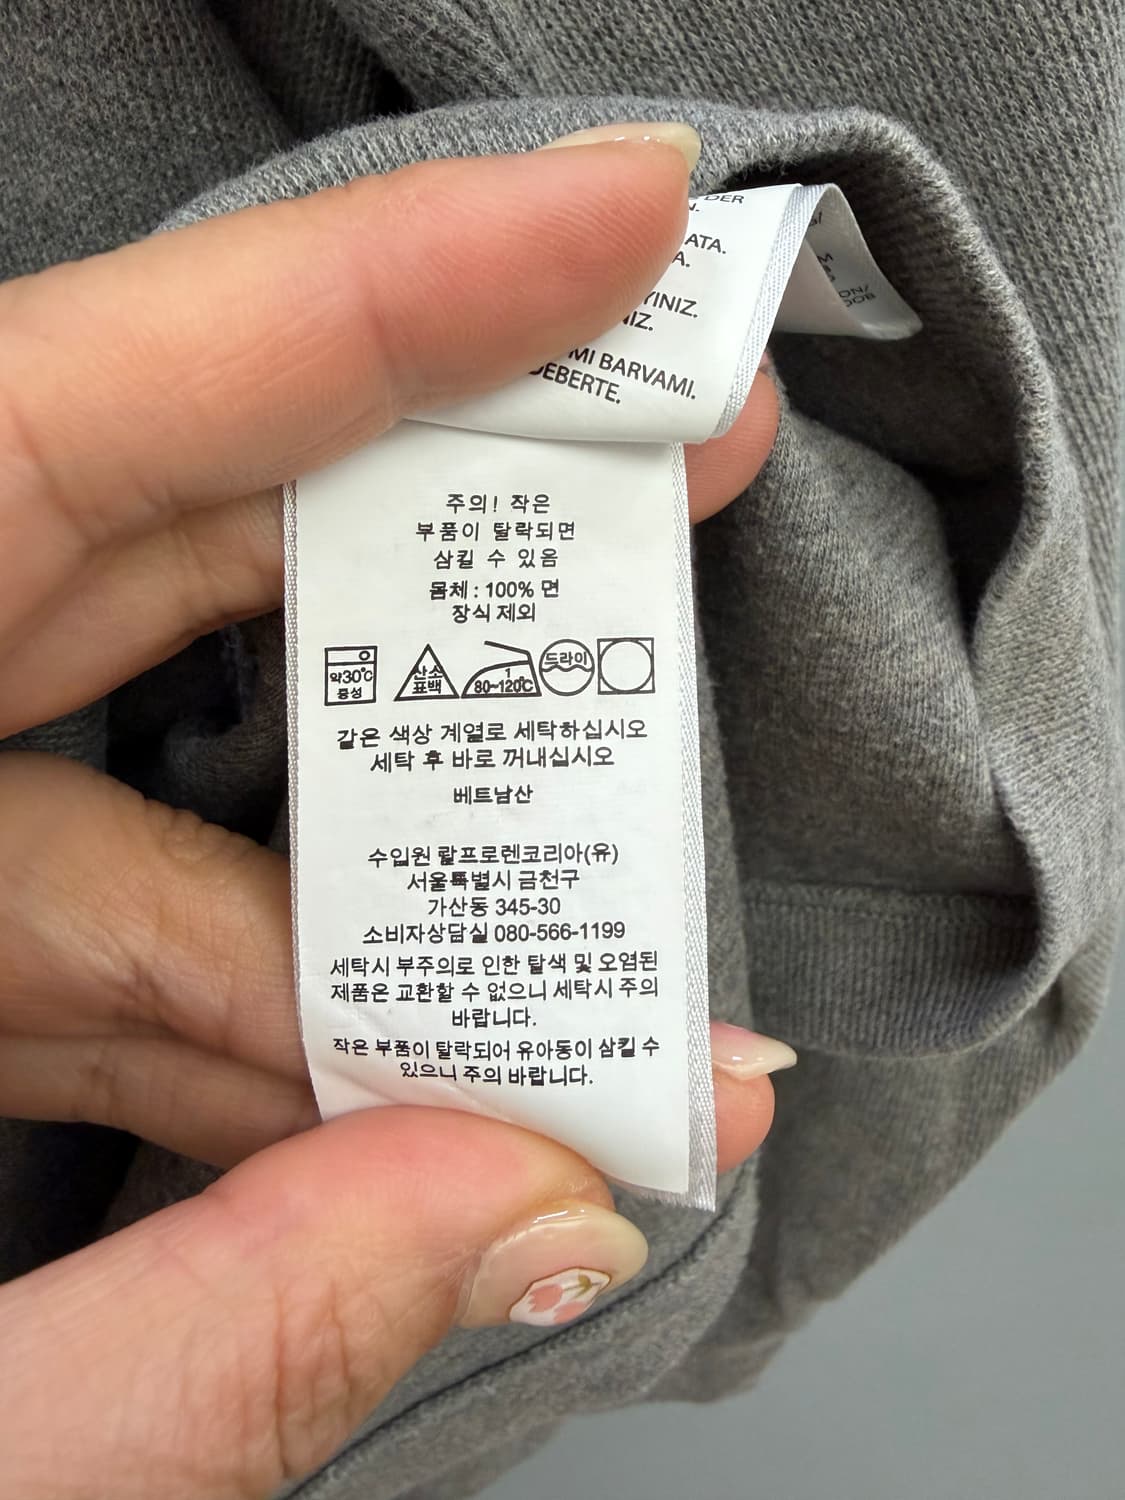 DER
ATA.
YINIZ.
MI BARVAMI.
DEBERTE.
주의! 작은
부품이 탈락되면
삼킬 수 있음
몸체 : 100% 면
장식 제외
약30℃
중성
산소
표백
1
80~120℃
드라이
같은 색상 계열로 세탁하십시오
세탁 후 바로 꺼내십시오
베트남산
수입원 랄프로렌코리아(유)
서울특별시 금천구
가산동 345-30
소비자상담실 080-566-1199
세탁시 부주의로 인한 탈색 및 오염된
제품은 교환할 수 없으니 세탁시 주의
바랍니다.
작은 부품이 탈락되어 유아동이 삼킬 수
있으니 주의 바랍니다.